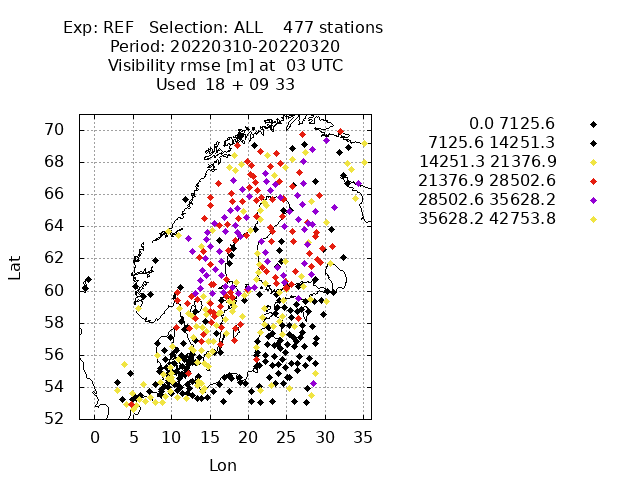 Exp: REF   Selection: ALL    477 stations
Period: 20220310-20220320
Visibility rmse [m] at  03 UTC
Used  18 + 09 33
0.0 7125.6
7125.6 14251.3
14251.3 21376.9
21376.9 28502.6
28502.6 35628.2
35628.2 42753.8
70
68
66
64
62
60
58
56
54
52
Lat
0 5 10 15 20 25 30 35
Lon